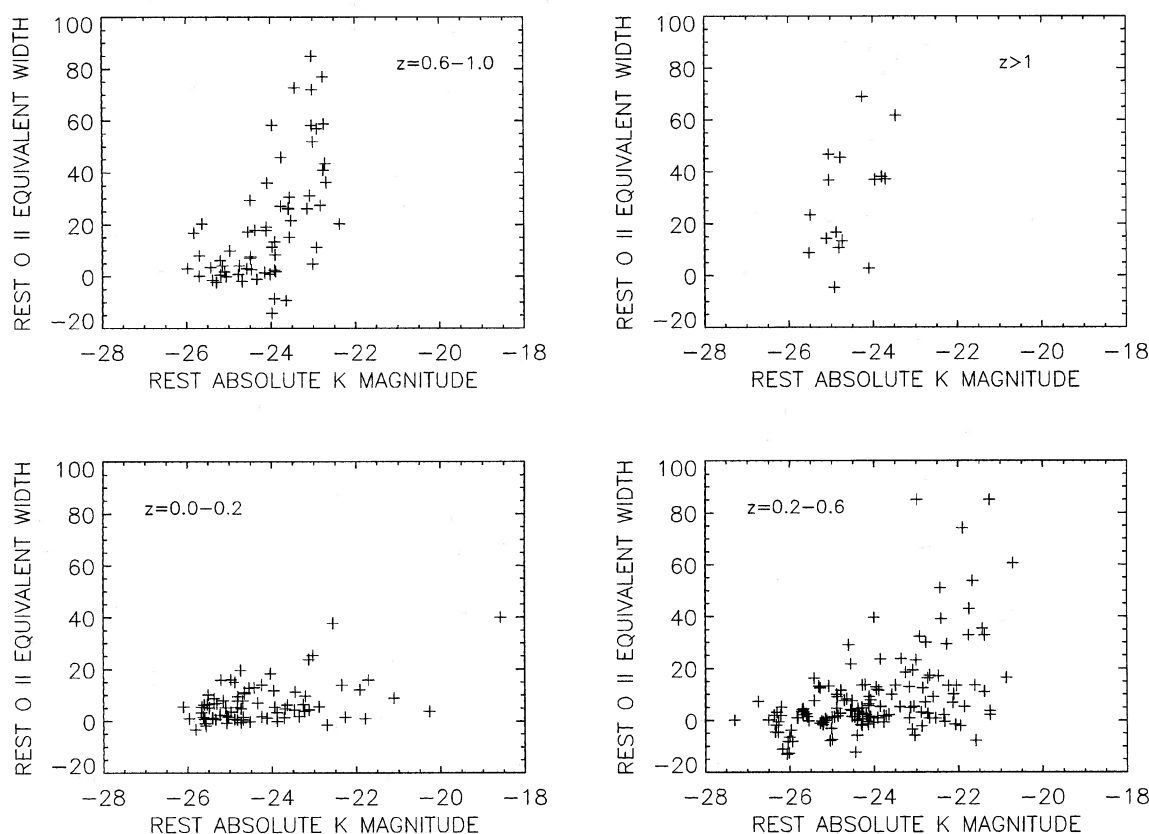 100
80
60
40
20
0
−20
REST O II EQUIVALENT WIDTH
z=0.6−1.0
−28 −26 −24 −22 −20 −18
REST ABSOLUTE K MAGNITUDE
100
80
60
40
20
0
−20
REST O II EQUIVALENT WIDTH
z>1
−28 −26 −24 −22 −20 −18
REST ABSOLUTE K MAGNITUDE
100
80
60
40
20
0
−20
REST O II EQUIVALENT WIDTH
z=0.0−0.2
−28 −26 −24 −22 −20 −18
REST ABSOLUTE K MAGNITUDE
100
80
60
40
20
0
−20
REST O II EQUIVALENT WIDTH
z=0.2−0.6
−28 −26 −24 −22 −20 −18
REST ABSOLUTE K MAGNITUDE